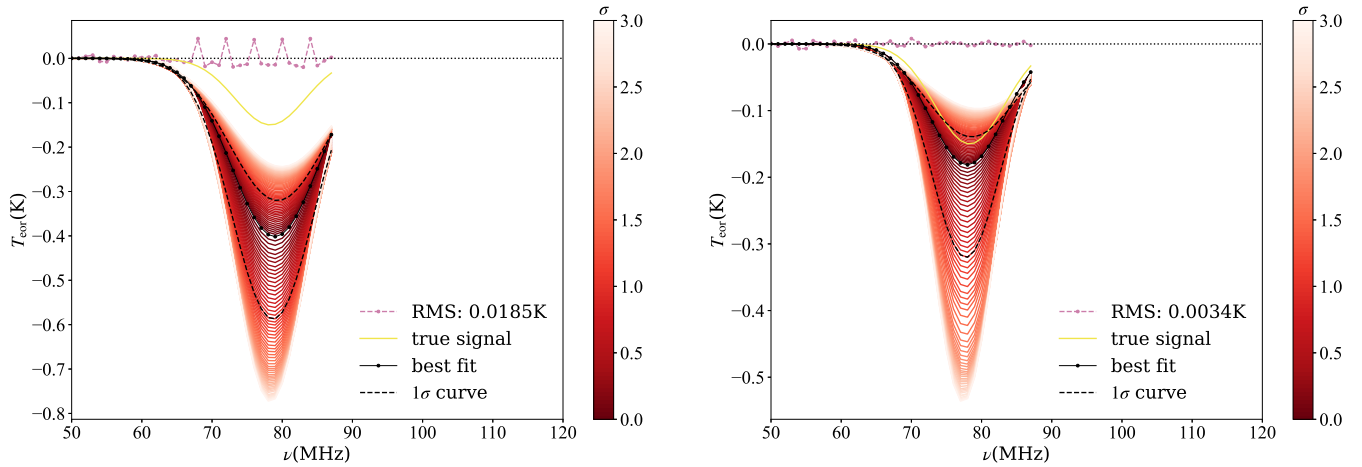 σ
0.0
−0.1
−0.2
−0.3
−0.4
−0.5
−0.6
−0.7
−0.8
T_eor(K)
50 60 70 80 90 100 110 120
ν(MHz)
RMS: 0.0185K
true signal
best fit
1σ curve
3.0
2.5
2.0
1.5
1.0
0.5
0.0
σ
0.0
−0.1
−0.2
−0.3
−0.4
−0.5
T_eor(K)
50 60 70 80 90 100 110 120
ν(MHz)
RMS: 0.0034K
true signal
best fit
1σ curve
3.0
2.5
2.0
1.5
1.0
0.5
0.0